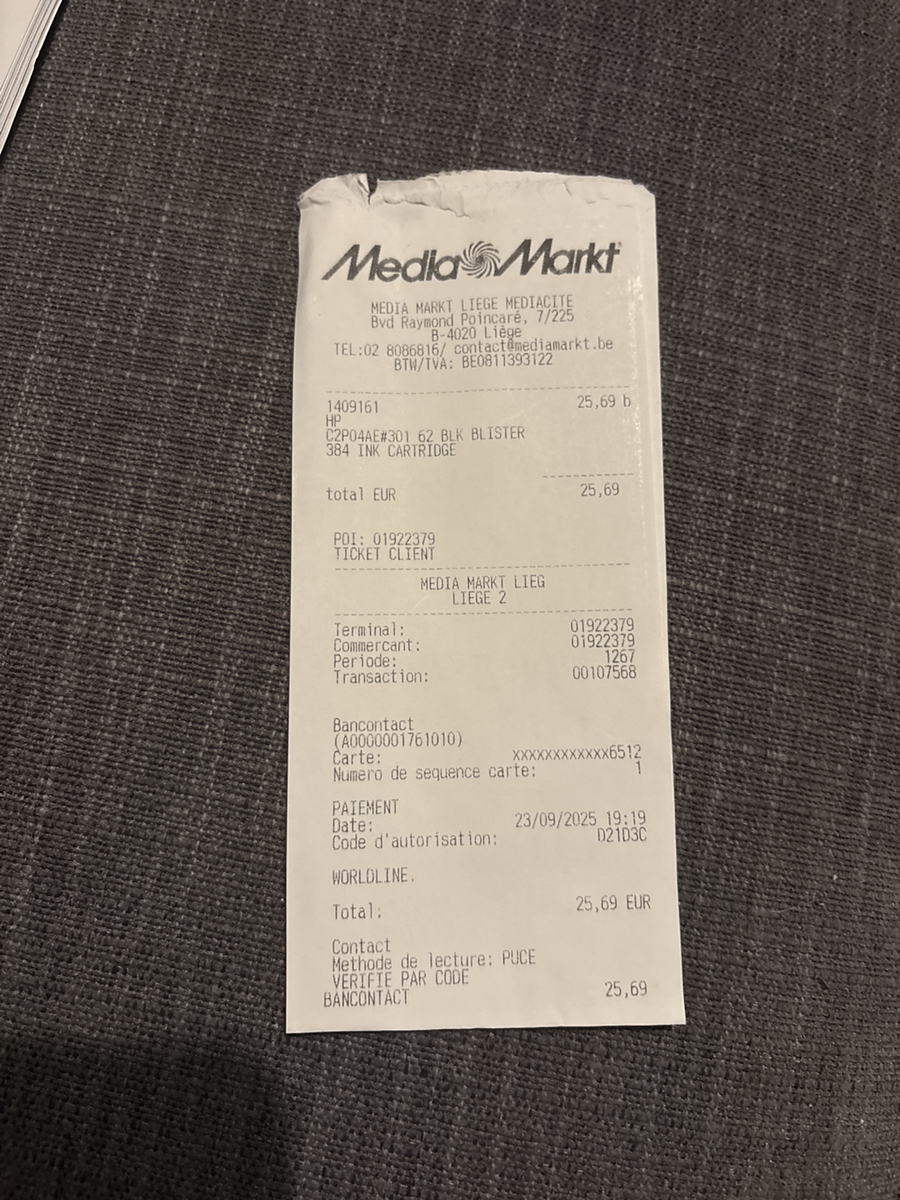 Media Markt
MEDIA MARKT LIEGE MEDIACITE
Bvd Raymond Poincaré, 7/225
B-4020 Liège
TEL:02 8086816/ contact@mediamarkt.be
BTW/TVA: BE0811393122
1409161 25,69 b
HP
C2P04AE#301 62 BLK BLISTER
384 INK CARTRIDGE
total EUR 25,69
POI: 01922379
TICKET CLIENT
MEDIA MARKT LIEG
LIEGE 2
Terminal: 01922379
Commercant: 01922379
Periode: 1267
Transaction: 00107568
Bancontact
(A0000001761010)
Carte: xxxxxxxxxxxx6512
Numero de sequence carte: 1
PAIEMENT
Date: 23/09/2025 19:19
Code d'autorisation: D21D3C
WORLDLINE.
Total: 25,69 EUR
Contact
Methode de lecture: PUCE
VERIFIE PAR CODE
BANCONTACT 25,69